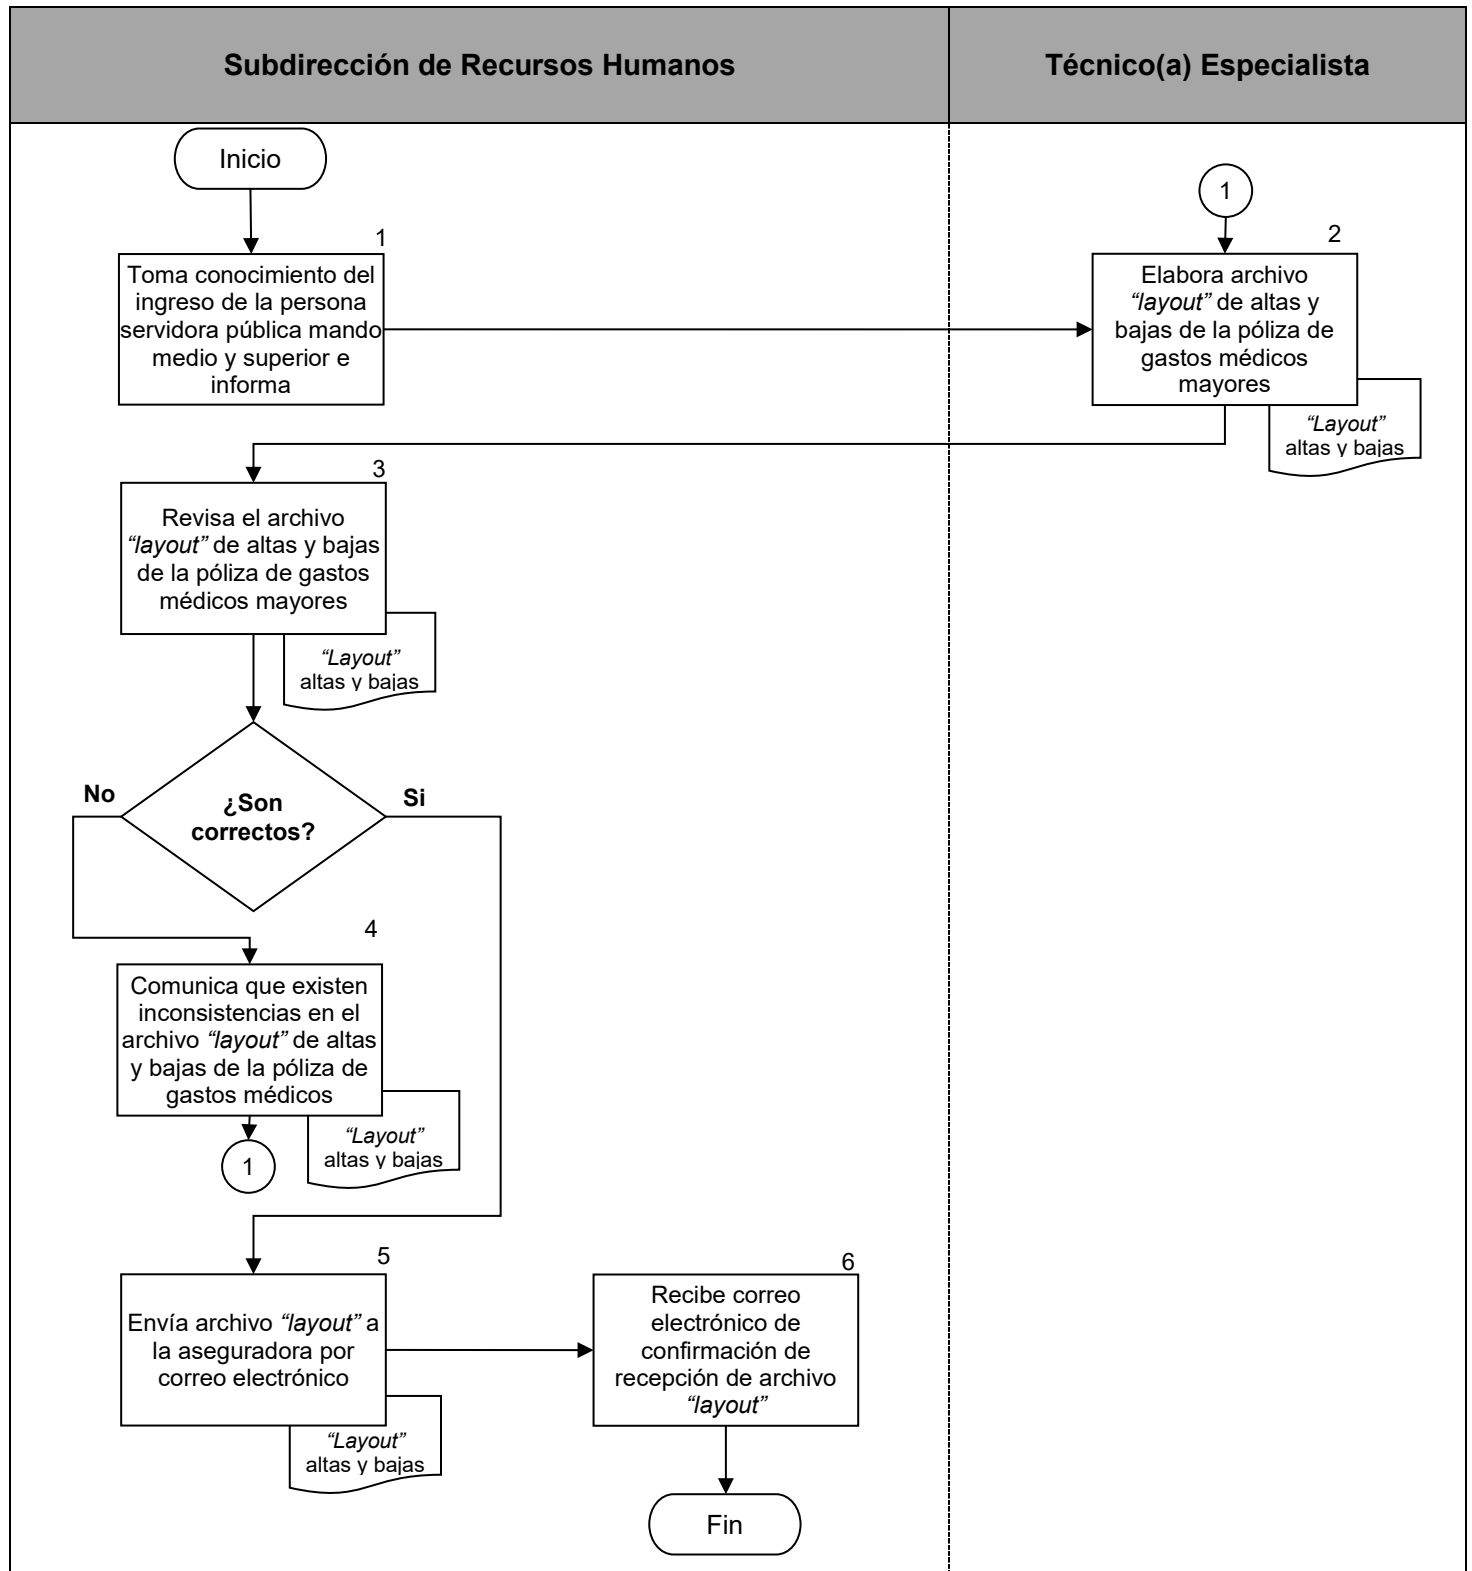 Subdirección de Recursos Humanos
Técnico(a) Especialista
Inicio
1
Toma conocimiento del
ingreso de la persona
servidora pública mando
medio y superior e
informa
1
2
Elabora archivo
“layout” de altas y
bajas de la póliza de
gastos médicos
mayores
“Layout”
altas y bajas
3
Revisa el archivo
“layout” de altas y bajas
de la póliza de gastos
médicos mayores
“Layout”
altas y bajas
No
¿Son
correctos?
Si
4
Comunica que existen
inconsistencias en el
archivo “layout” de altas
y bajas de la póliza de
gastos médicos
“Layout”
altas y bajas
1
5
Envía archivo “layout” a
la aseguradora por
correo electrónico
“Layout”
altas y bajas
6
Recibe correo
electrónico de
confirmación de
recepción de archivo
“layout”
Fin